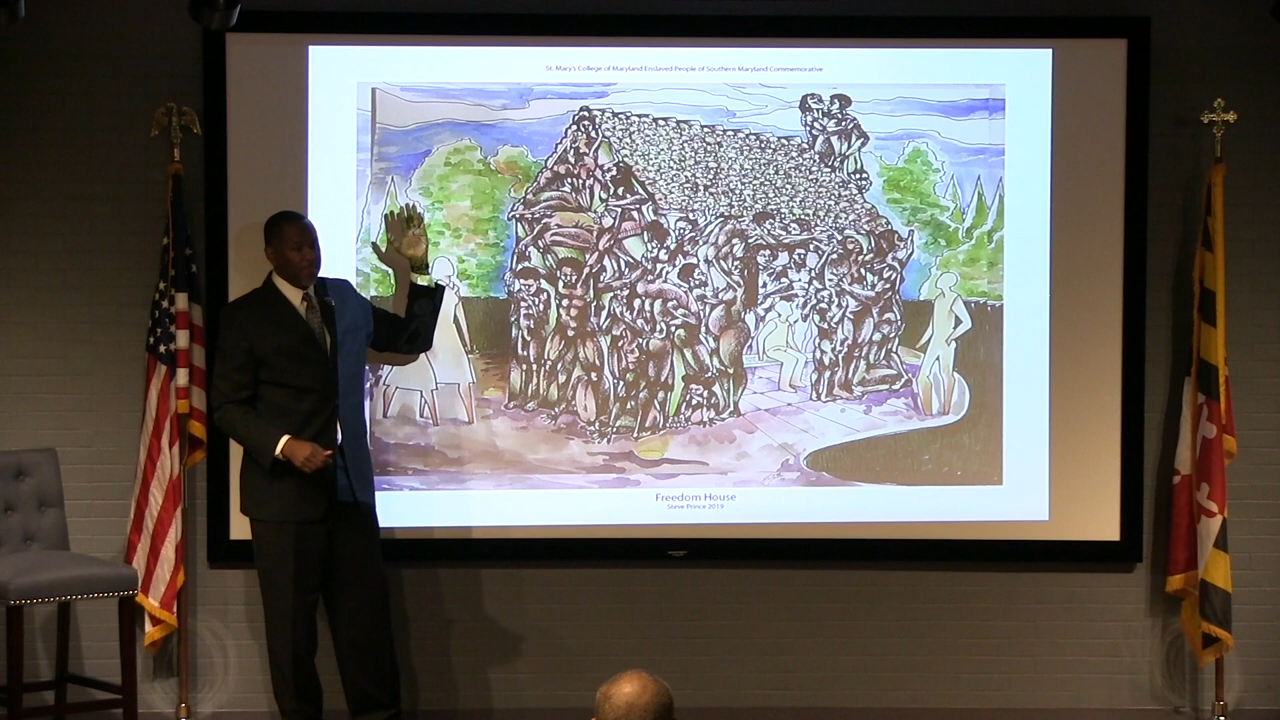 St. Mary's College of Maryland Enslaved People of Southern Maryland Commemorative
Freedom House
Steve Prince 2019